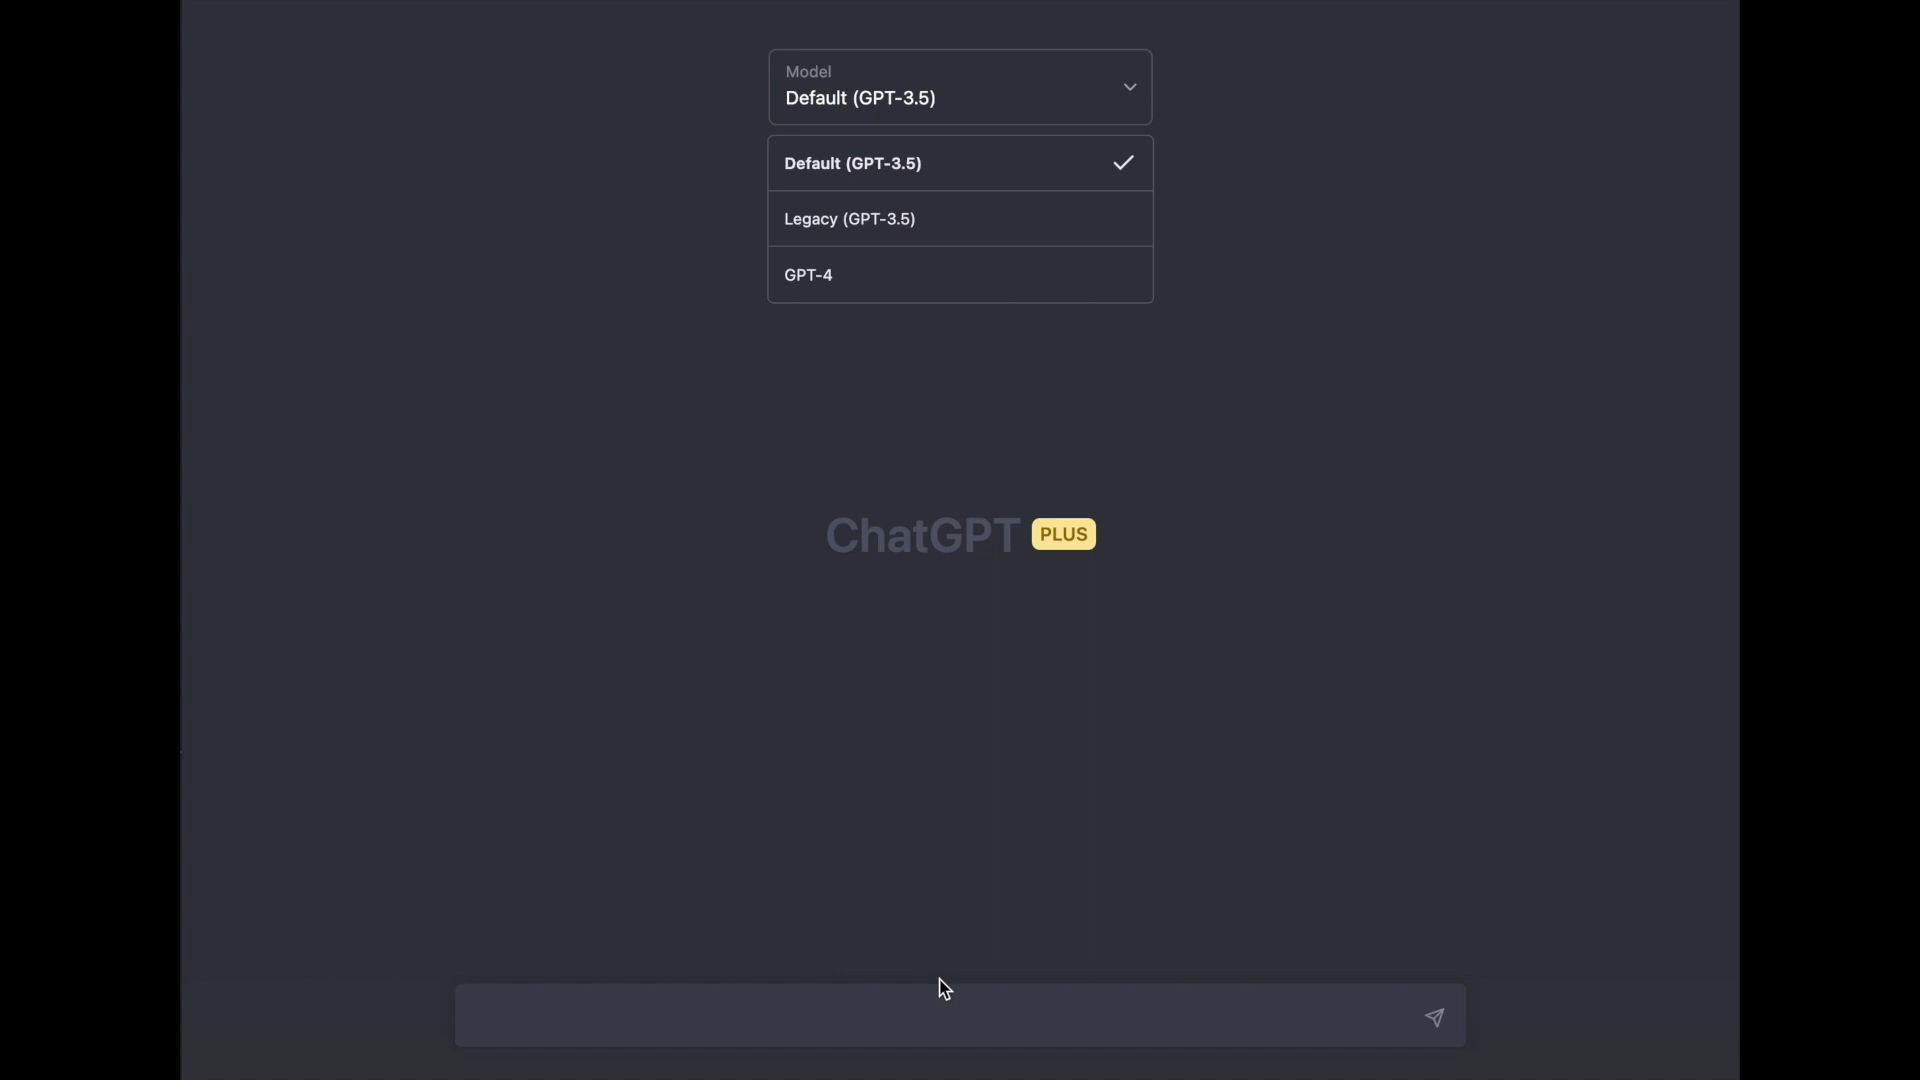 Model
Default (GPT-3.5)
Default (GPT-3.5)
Legacy (GPT-3.5)
GPT-4
ChatGPT PLUS